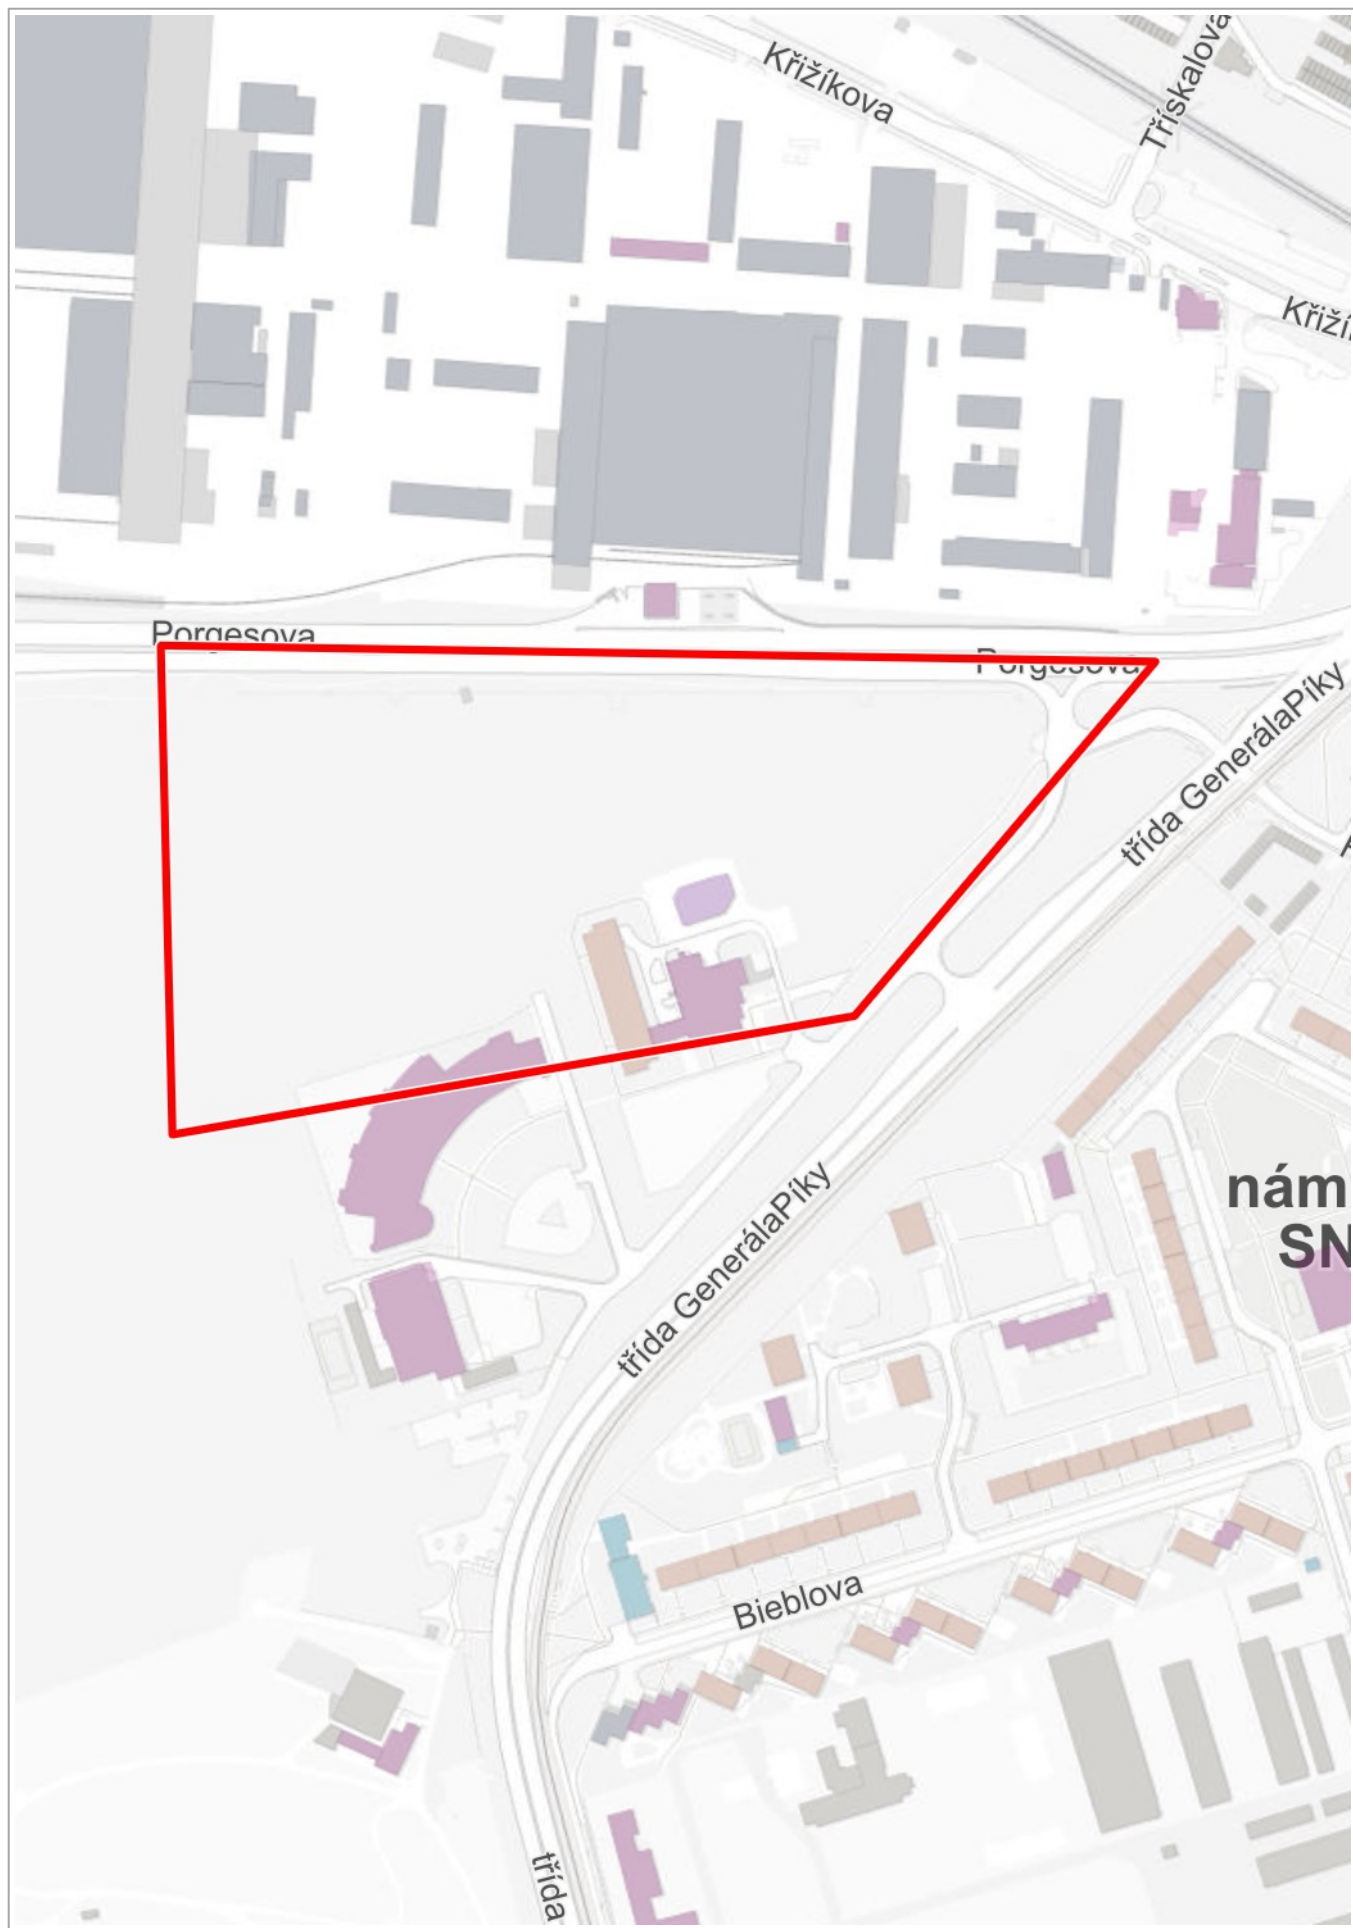 Křižíkova
Třískalova
Křiží
Porgesova
Porgesova
třída GenerálaPíky
nám
SN
třída GenerálaPíky
Bieblova
třída